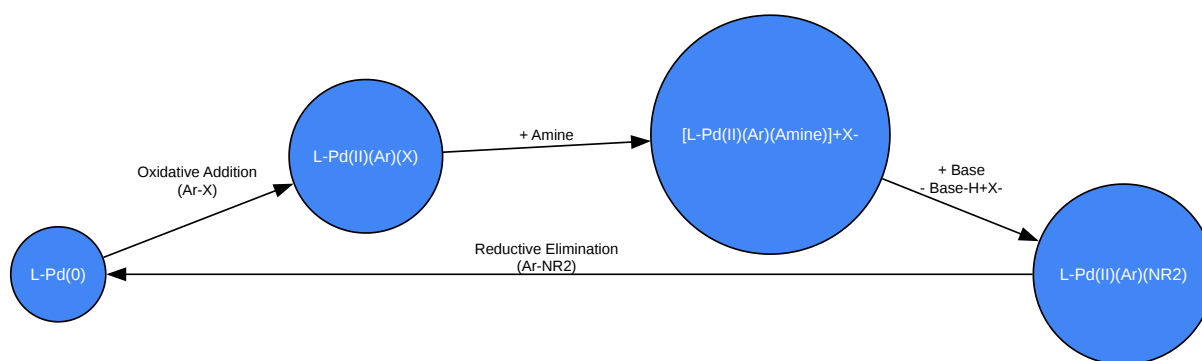 [L-Pd(II)(Ar)(Amine)]+X-
+ Amine
L-Pd(II)(Ar)(X)
Oxidative Addition
(Ar-X)
+ Base
- Base-H+X-
Reductive Elimination
(Ar-NR2)
L-Pd(0)
L-Pd(II)(Ar)(NR2)